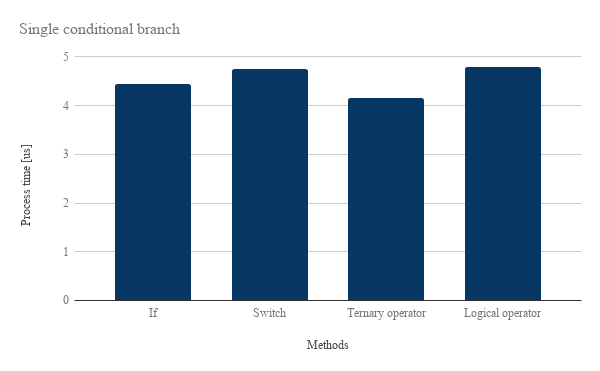 Single conditional branch
5
4
3
2
1
0
Process time [us]
If
Switch
Ternary operator
Logical operator
Methods